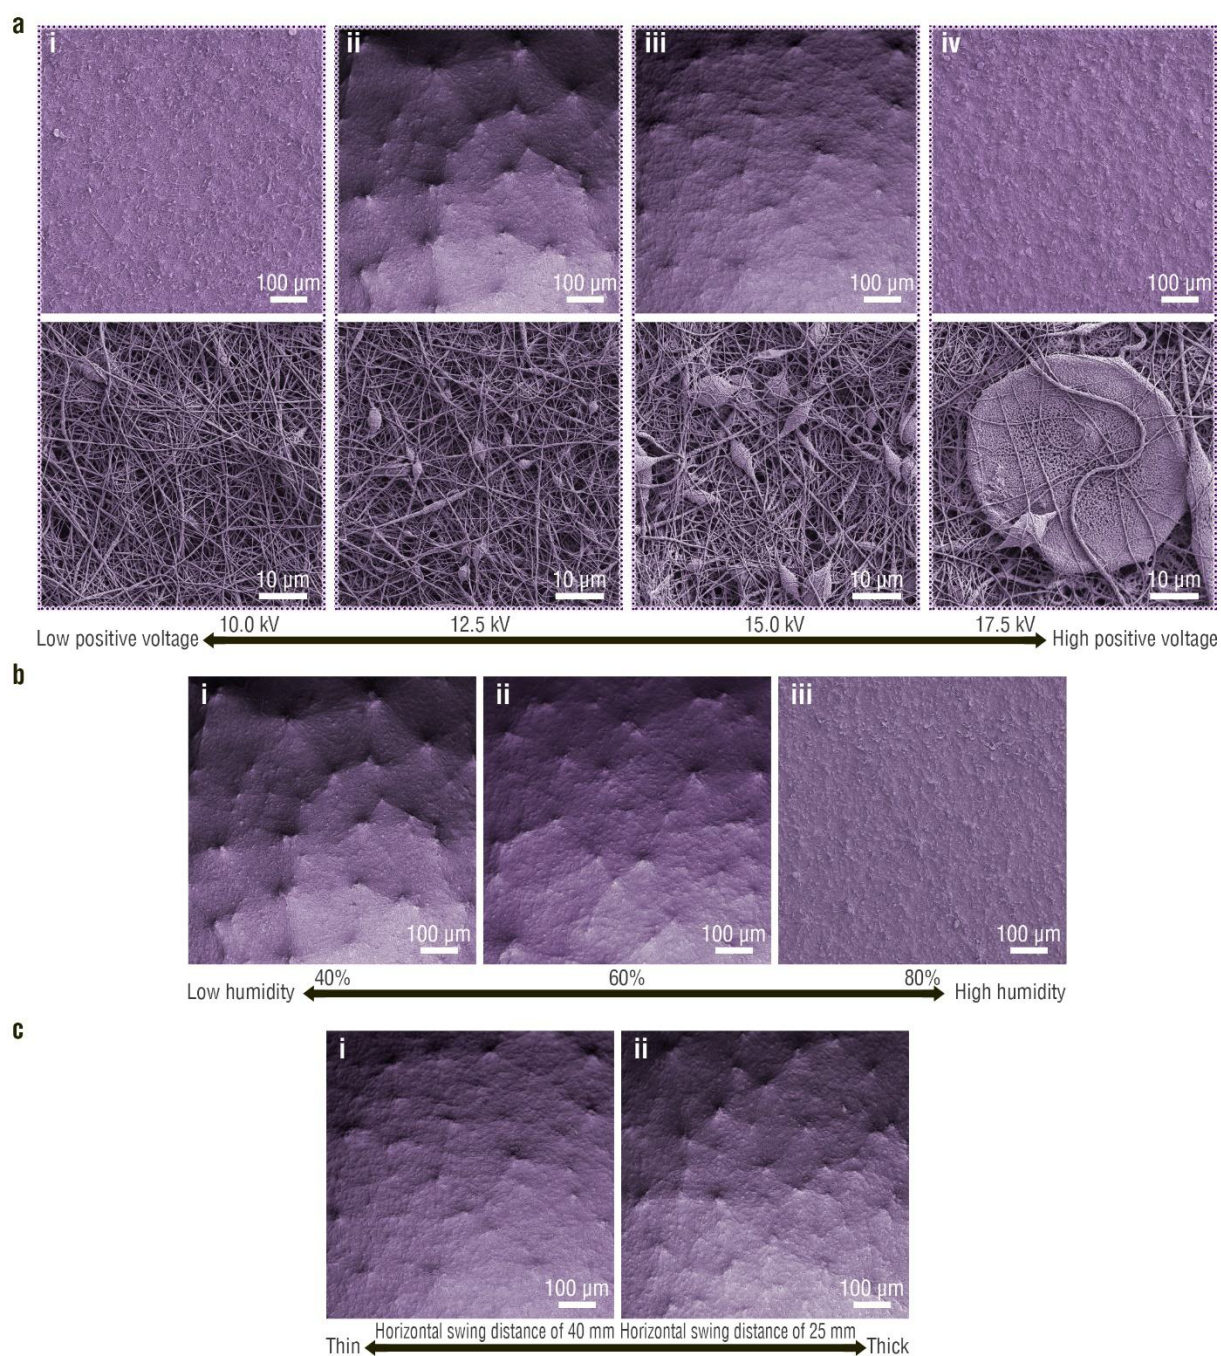 a
i ii iii iv
100 µm 100 µm 100 µm 100 µm
10 µm 10 µm 10 µm 10 µm
10.0 kV 12.5 kV 15.0 kV 17.5 kV
Low positive voltage High positive voltage
b
i ii iii
100 µm 100 µm 100 µm
40% 60% 80%
Low humidity High humidity
c
i ii
100 µm 100 µm
Horizontal swing distance of 40 mm Horizontal swing distance of 25 mm
Thin Thick